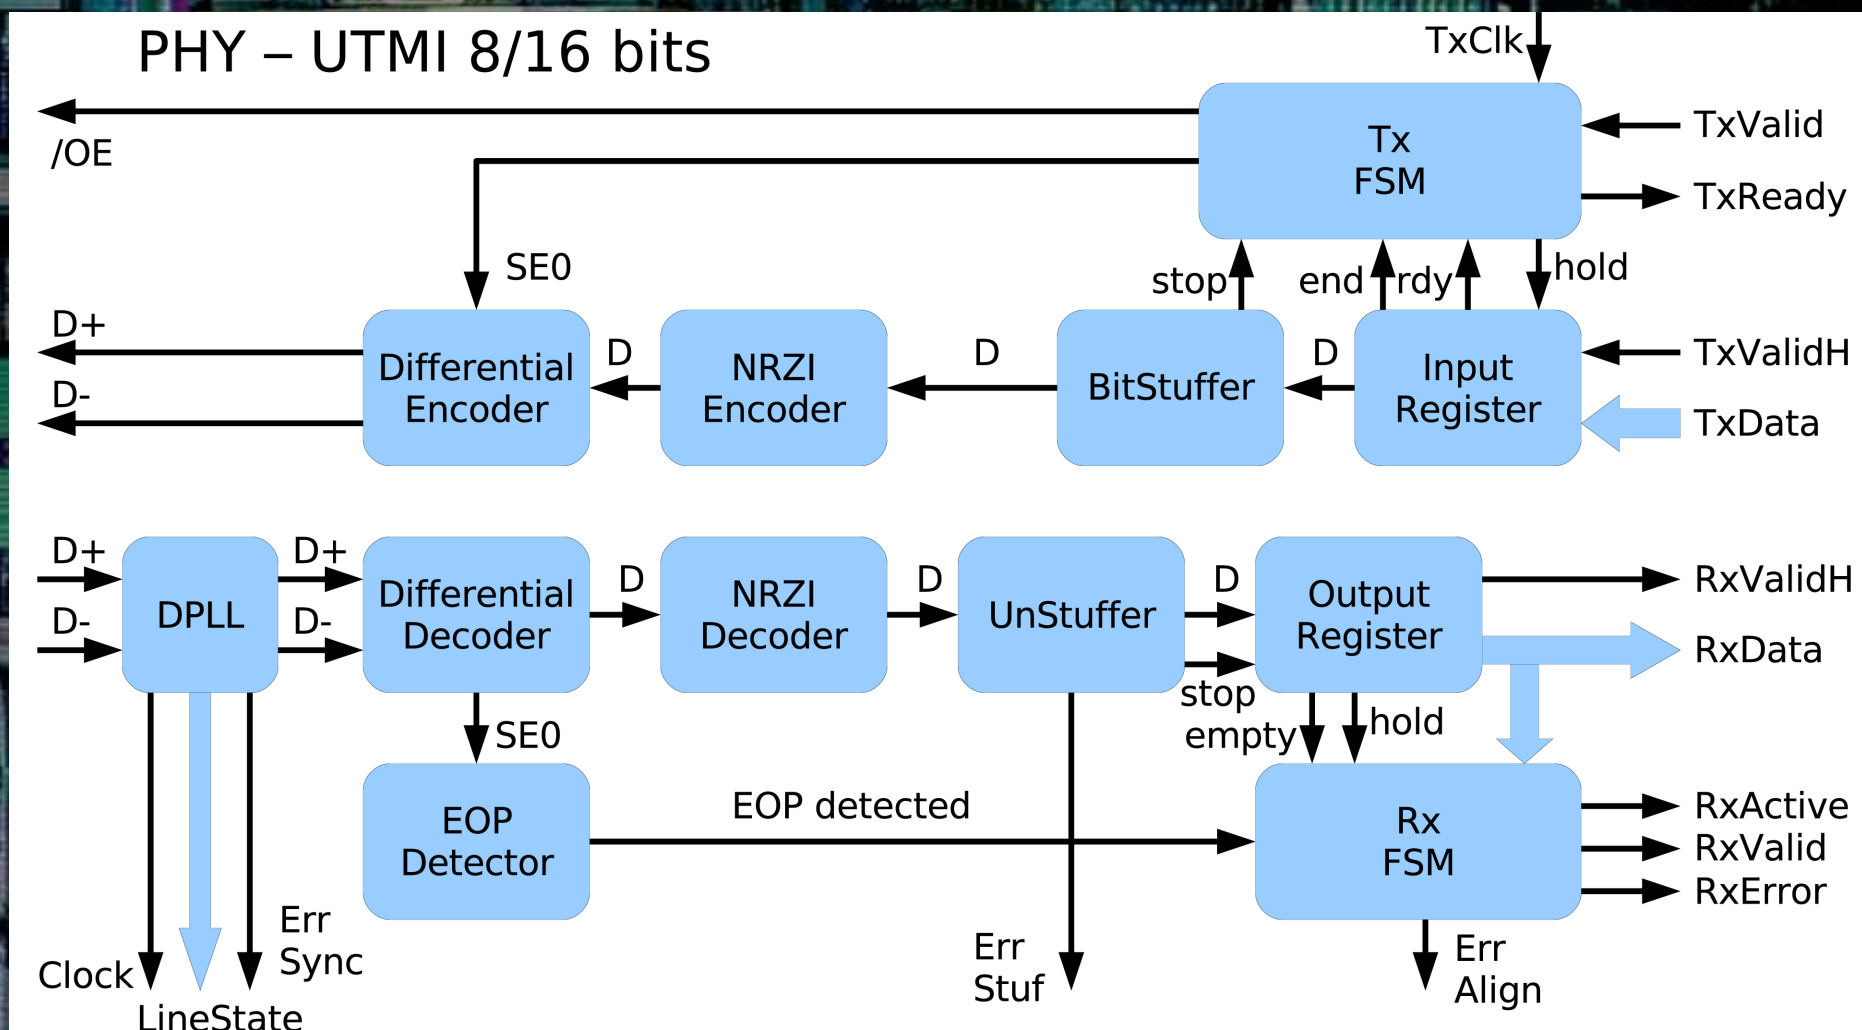 PHY – UTMI 8/16 bits
TxClk
/OE
Tx
FSM
TxValid
TxReady
SE0
stop
end
rdy
hold
D+
D-
Differential
Encoder
D
NRZI
Encoder
D
BitStuffer
D
Input
Register
TxValidH
TxData
D+
D-
DPLL
D+
D-
Differential
Decoder
D
NRZI
Decoder
D
UnStuffer
D
stop
Output
Register
RxValidH
RxData
SE0
empty
hold
EOP
Detector
EOP detected
Rx
FSM
RxActive
RxValid
RxError
Clock
LineState
Err
Sync
Err
Stuf
Err
Align